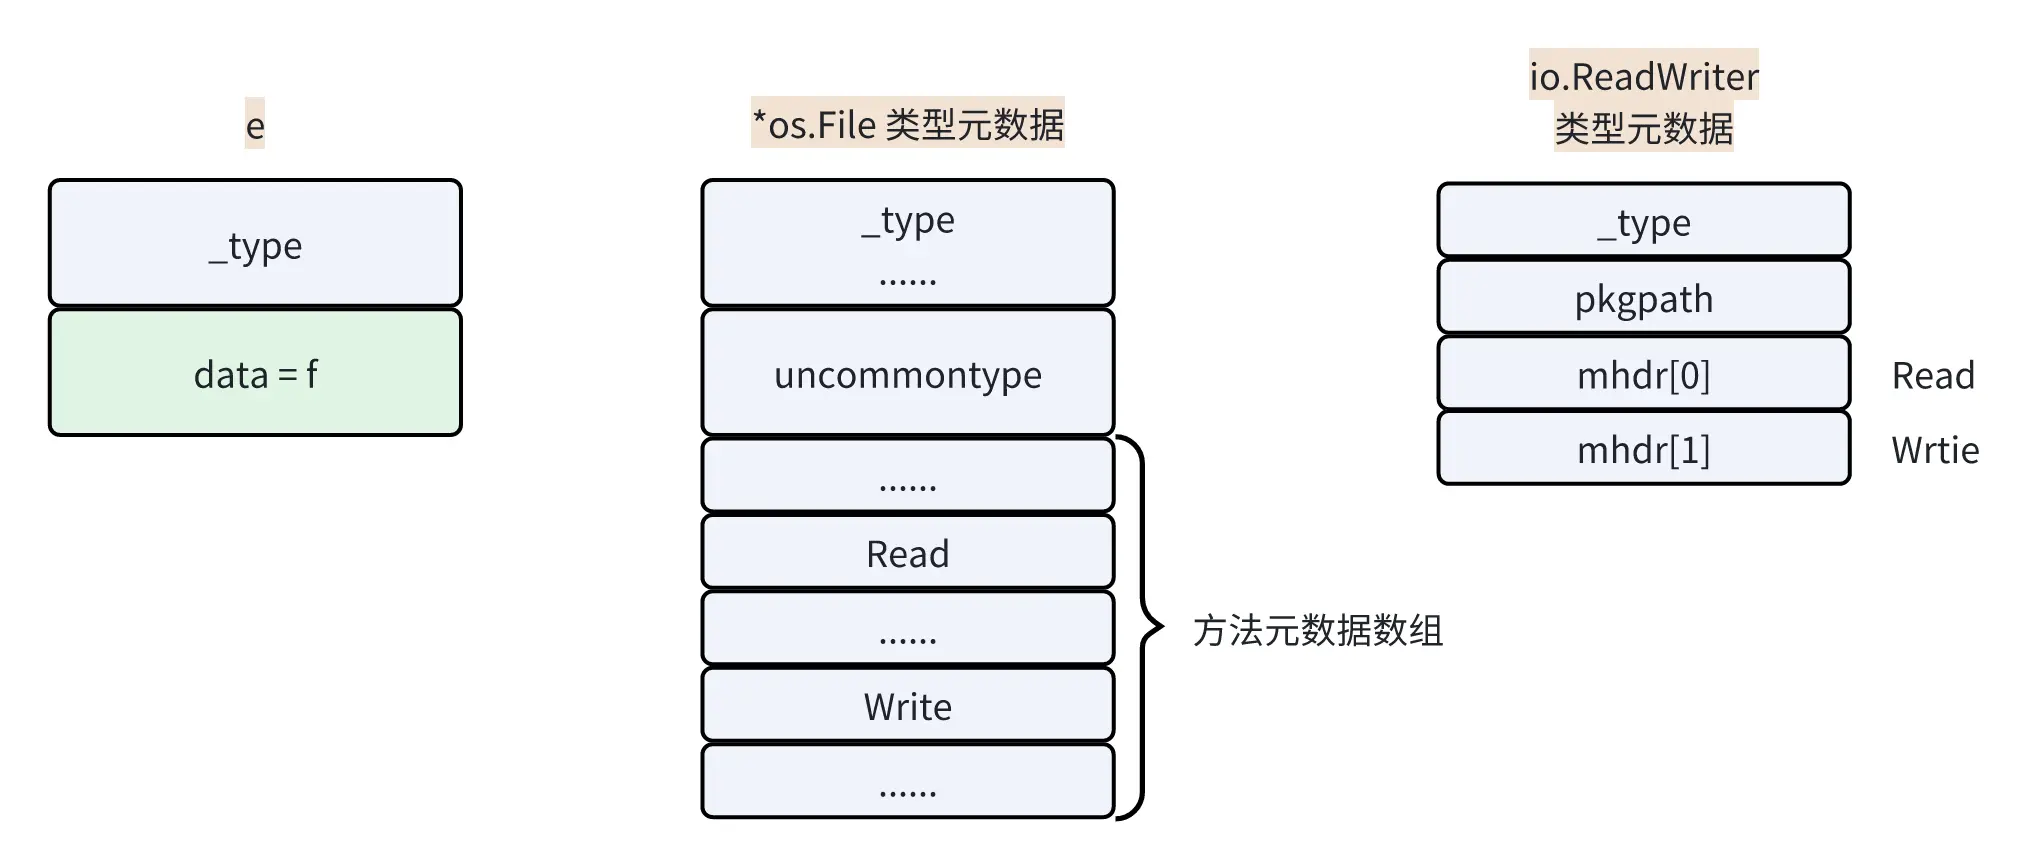 e
_type
data = f
*os.File 类型元数据
_type
......
uncommontype
......
Read
......
Write
......
方法元数据数组
io.ReadWriter
类型元数据
_type
pkgpath
mhdr[0]
Read
mhdr[1]
Wrtie